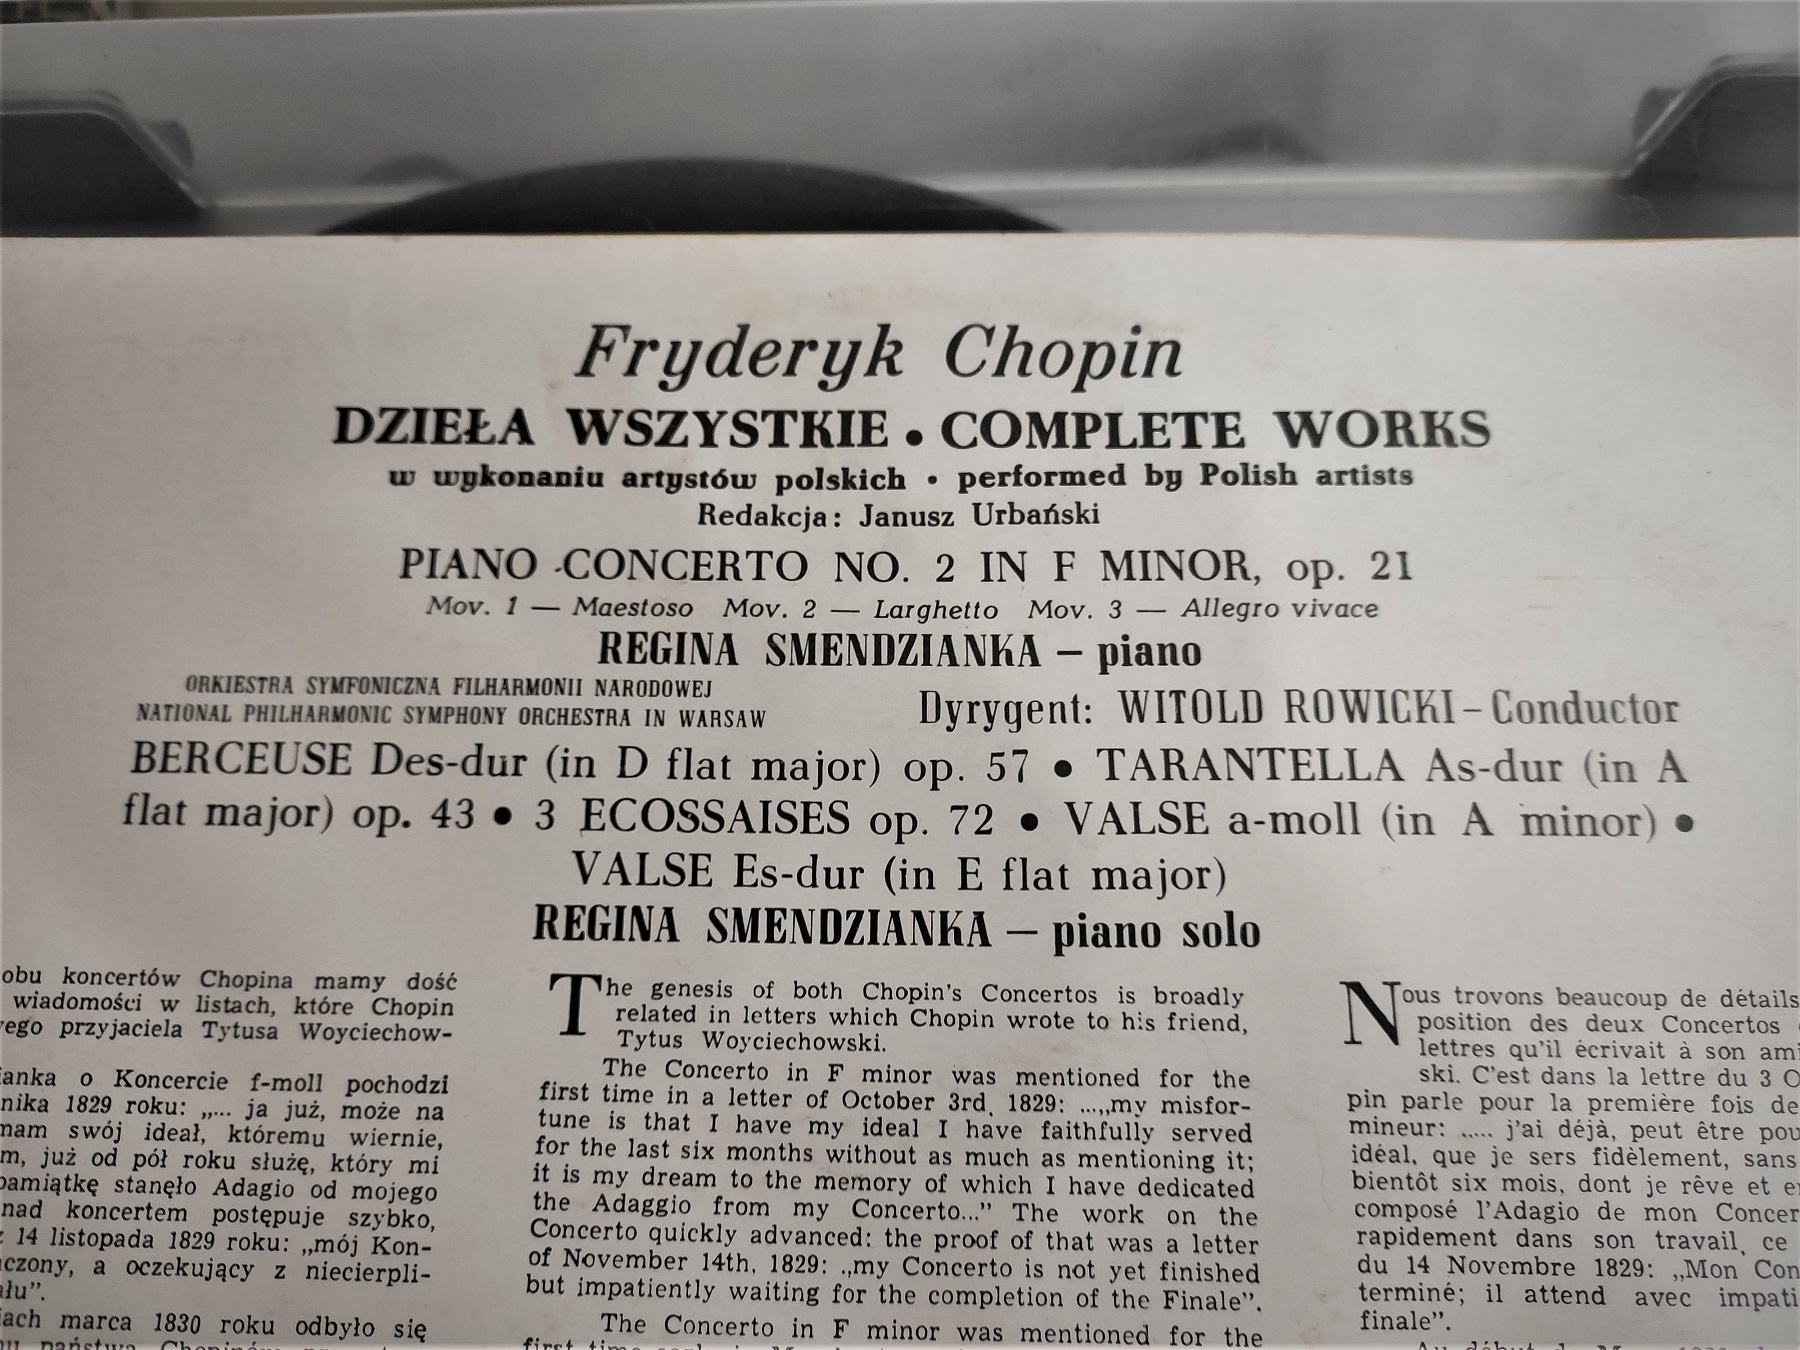 Fryderyk Chopin
DZIEŁA WSZYSTKIE • COMPLETE WORKS
w wykonaniu artystów polskich • performed by Polish artists
Redakcja: Janusz Urbański
PIANO CONCERTO NO. 2 IN F MINOR, op. 21
Mov. 1 — Maestoso Mov. 2 — Larghetto Mov. 3 — Allegro vivace
REGINA SMENDZIANKA — piano
ORKIESTRA SYMFONICZNA FILHARMONII NARODOWEJ
NATIONAL PHILHARMONIC SYMPHONY ORCHESTRA IN WARSAW
Dyrygent: WITOLD ROWICKI – Conductor
BERCEUSE Des-dur (in D flat major) op. 57 • TARANTELLA As-dur (in A
flat major) op. 43 • 3 ECOSSAISES op. 72 • VALSE a-moll (in A minor) •
VALSE Es-dur (in E flat major)
REGINA SMENDZIANKA — piano solo
obu koncertów Chopina mamy dość
wiadomości w listach, które Chopin
przyjaciela Tytusa Woyciechow-
o Koncercie f-moll pochodzi
1829 roku: „... ja już, może na
mam swój ideał, któremu wiernie,
już od pół roku służę, który mi
pamiątkę stanęło Adagio od mojego
nad koncertem postępuje szybko,
14 listopada 1829 roku: „mój Kon-
a oczekujący z niecierpli-
marca 1830 roku odbyło się
The genesis of both Chopin's Concertos is broadly
related in letters which Chopin wrote to his friend,
Tytus Woyciechowski.
The Concerto in F minor was mentioned for the
first time in a letter of October 3rd, 1829: ...„my misfor-
tune is that I have my ideal I have faithfully served
for the last six months without as much as mentioning it;
it is my dream to the memory of which I have dedicated
the Adaggio from my Concerto...” The work on the
Concerto quickly advanced: the proof of that was a letter
of November 14th, 1829: „my Concerto is not yet finished
but impatiently waiting for the completion of the Finale”.
The Concerto in F minor was mentioned for the
Nous trovons beaucoup de détails
position des deux Concertos
lettres qu'il écrivait à son ami
ski. C'est dans la lettre du 3
pin parle pour la première fois de
mineur: „.... j'ai déjà, peut être
idéal, que je sers fidèlement, sans
bientôt six mois, dont je rêve et
composé l'Adagio de mon
rapidement dans son travail, ce
du 14 Novembre 1829: „Mon
terminé; il attend avec
finale”.